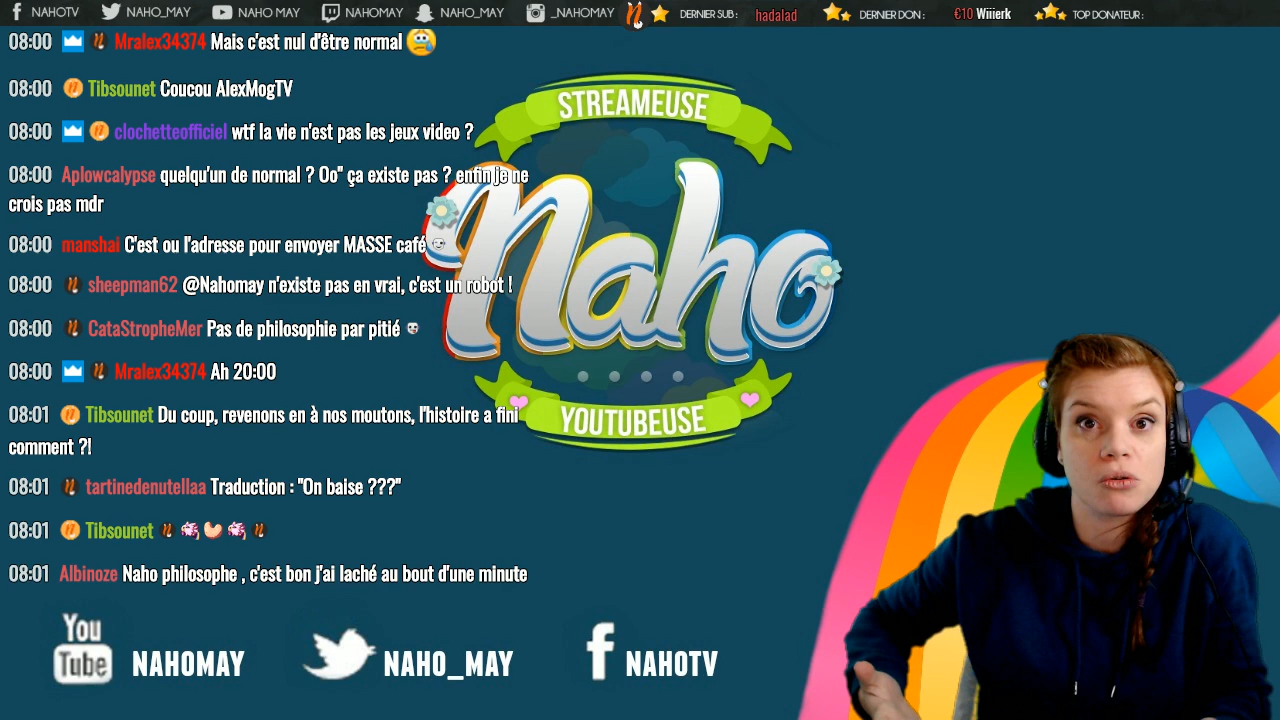 NAHOTV NAHO_MAY NAHO MAY NAHOMAY NAHO_MAY _NAHOMAY DERNIER SUB : hadalad DERNIER DON : €10 Wiiierk TOP DONATEUR :
08:00 Mralex34374 Mais c'est nul d'être normal
08:00 Tibsounet Coucou AlexMogTV
08:00 clochetteofficiel wtf la vie n'est pas les jeux video ?
08:00 Aplowcalypse quelqu'un de normal ? Oo" ça existe pas ? enfin je ne
crois pas mdr
08:00 manshai C'est ou l'adresse pour envoyer MASSE café
08:00 sheepman62 @Nahomay n'existe pas en vrai, c'est un robot !
08:00 CataStropheMer Pas de philosophie par pitié
08:00 Mralex34374 Ah 20:00
08:01 Tibsounet Du coup, revenons en à nos moutons, l'histoire a fini
comment ?!
08:01 tartinedenutellaa Traduction : "On baise ???"
08:01 Tibsounet
08:01 Albinoze Naho philosophe , c'est bon j'ai laché au bout d'une minute
STREAMEUSE
Naho
YOUTUBEUSE
You
Tube NAHOMAY NAHO_MAY NAHOTV